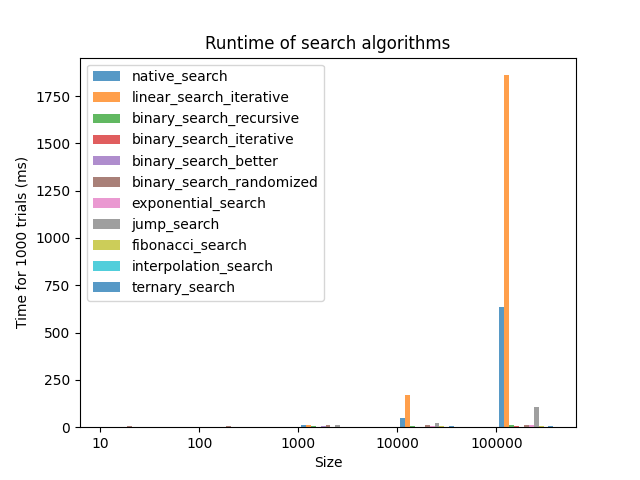 Runtime of search algorithms
native_search
linear_search_iterative
binary_search_recursive
binary_search_iterative
binary_search_better
binary_search_randomized
exponential_search
jump_search
fibonacci_search
interpolation_search
ternary_search
Time for 1000 trials (ms)
1750
1500
1250
1000
750
500
250
0
10 100 1000 10000 100000
Size